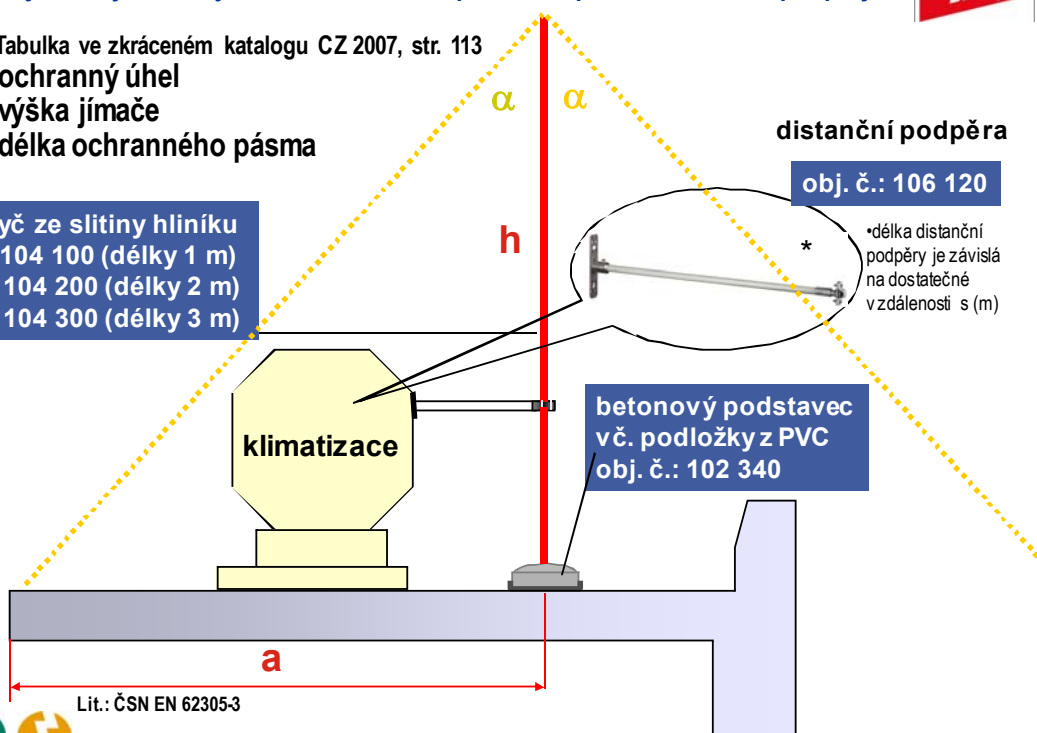 Tabulka ve zkráceném katalogu CZ 2007, str. 113
ochranný úhel
výška jímače
délka ochranného pásma
α α
distanční podpěra
obj. č.: 106 120
ze slitiny hliníku
104 100 (délky 1 m)
104 200 (délky 2 m)
104 300 (délky 3 m)
h
*
•délka distanční
podpěry je závislá
na dostatečné
vzdálenosti s (m)
klimatizace
betonový podstavec
vč. podložky z PVC
obj. č.: 102 340
a
Lit.: ČSN EN 62305-3